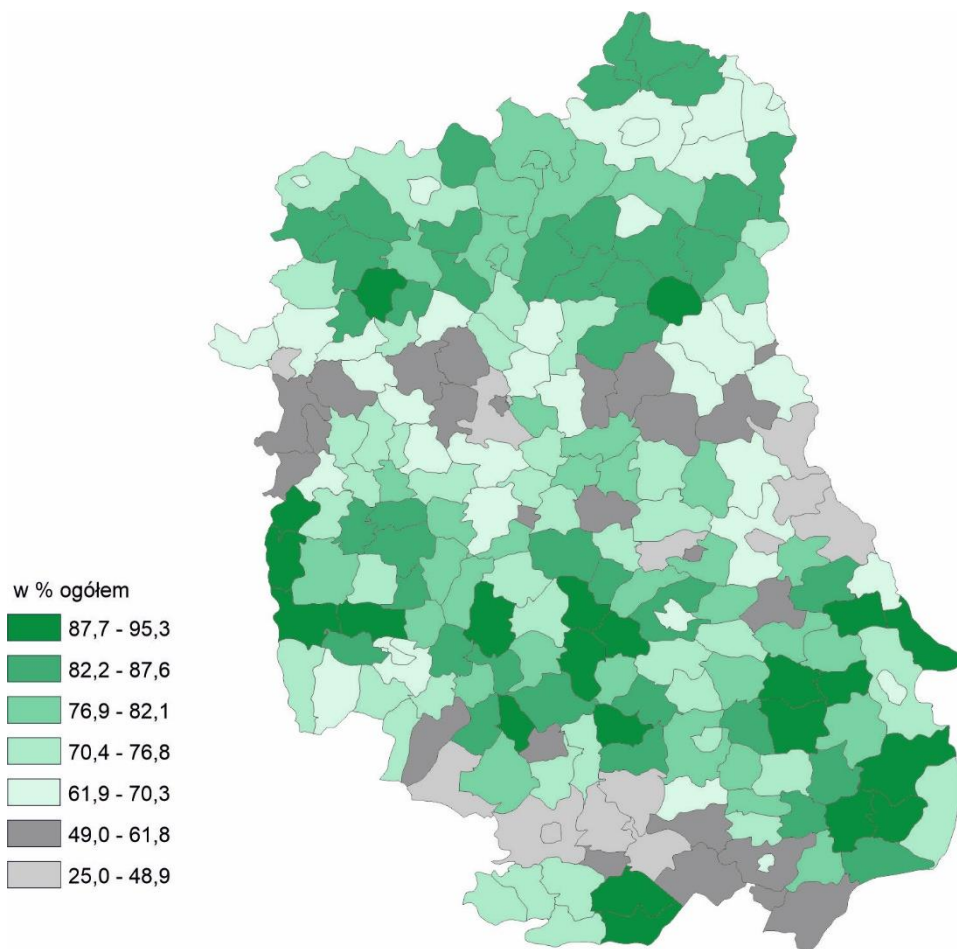 w % ogółem
87,7 - 95,3
82,2 - 87,6
76,9 - 82,1
70,4 - 76,8
61,9 - 70,3
49,0 - 61,8
25,0 - 48,9